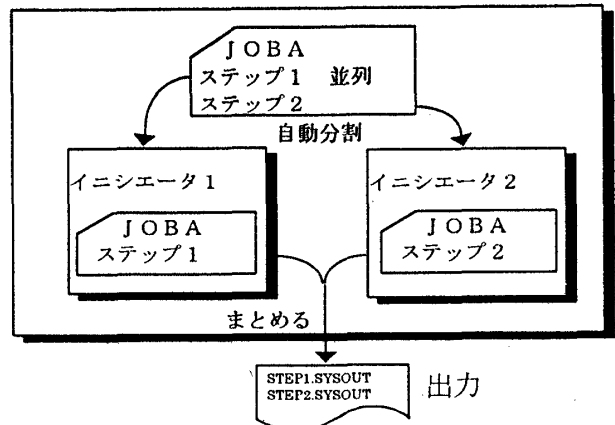 JOBA
ステップ1 並列
ステップ2
自動分割
イニシエータ1
JOBA
ステップ1
イニシエータ2
JOBA
ステップ2
まとめる
STEP1.SYSOUT
STEP2.SYSOUT
出力